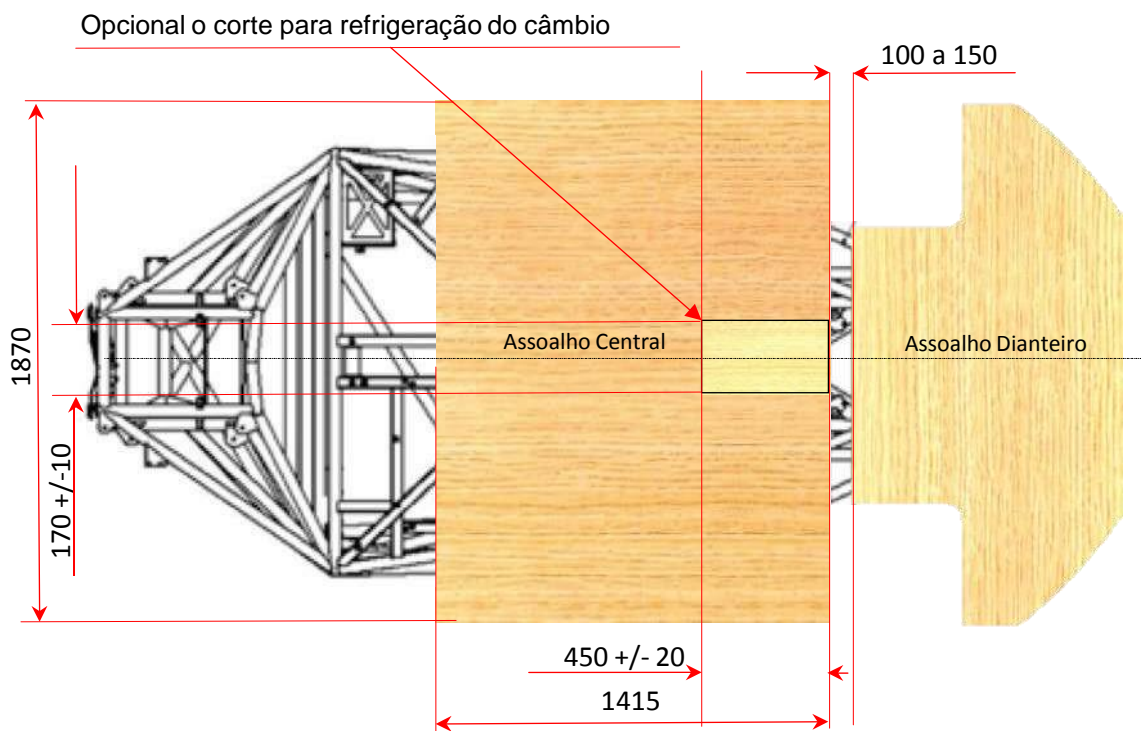 Opcional o corte para refrigeração do câmbio
100 a 150
1870
170 +/-10
Assoalho Central
Assoalho Dianteiro
450 +/- 20
1415